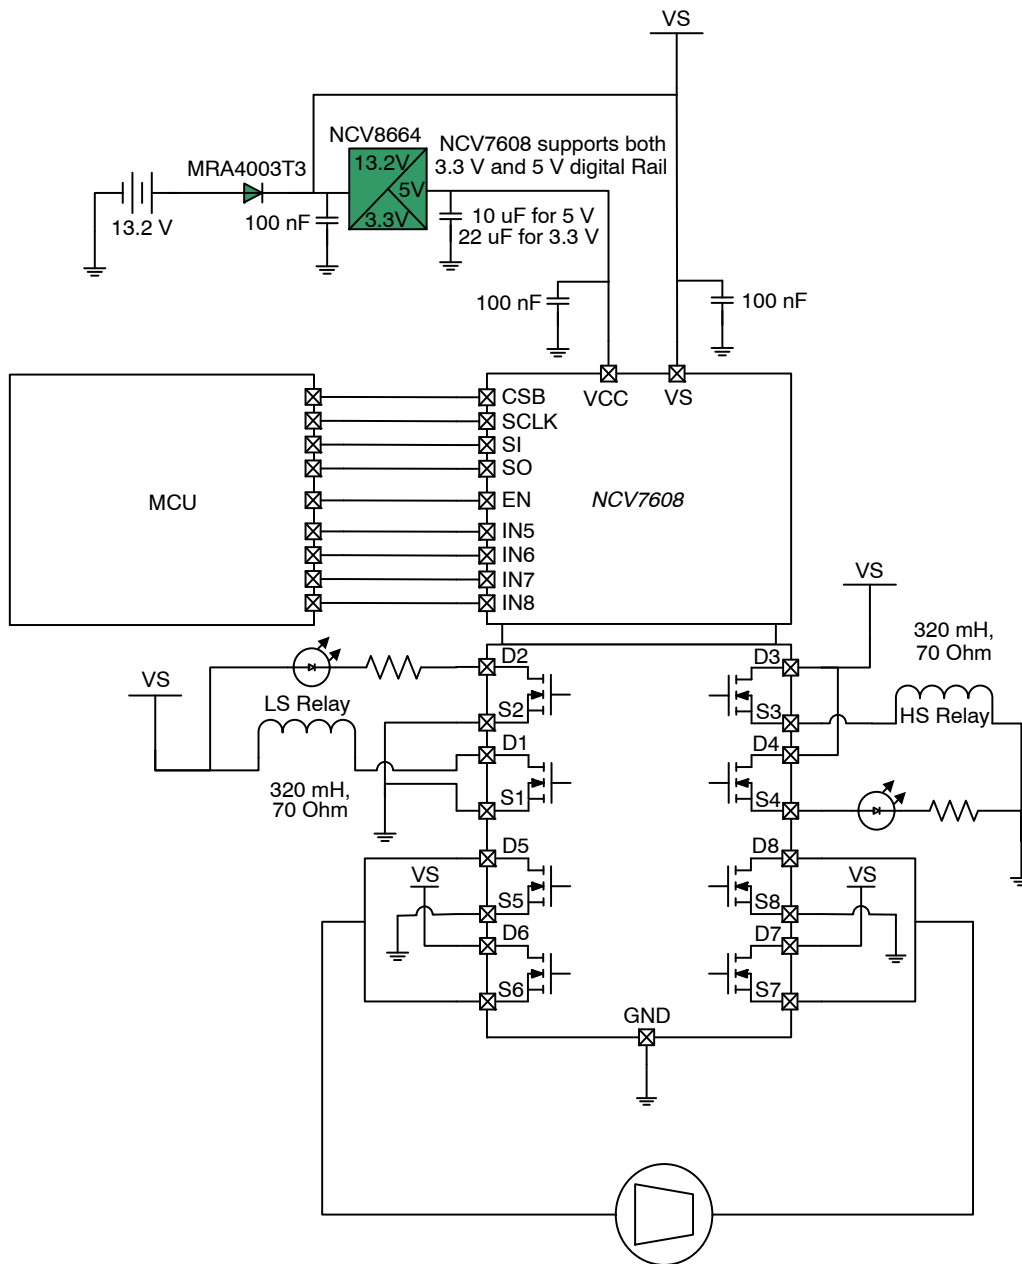 VS
NCV8664
NCV7608 supports both
3.3 V and 5 V digital Rail
MRA4003T3
13.2V
5V
3.3V
13.2 V
100 nF
10 uF for 5 V
22 uF for 3.3 V
100 nF
100 nF
VCC
VS
CSB
SCLK
SI
SO
EN
IN5
IN6
IN7
IN8
MCU
NCV7608
VS
320 mH,
70 Ohm
HS Relay
VS
LS Relay
320 mH,
70 Ohm
D2
S2
D1
S1
D5
S5
D6
S6
VS
D3
S3
D4
S4
D8
S8
D7
S7
VS
GND